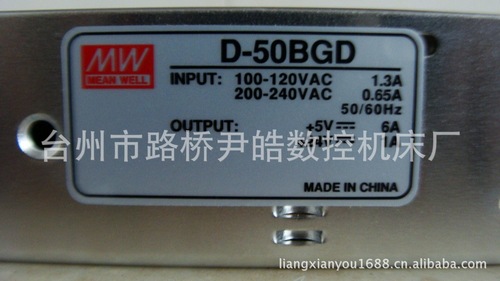 MW
MEAN WELL
D-50BGD
INPUT: 100-120VAC 1.3A
200-240VAC 0.65A
50/60Hz
OUTPUT: +5V 6A
1A
台州市路桥尹皓数控机床厂
MADE IN CHINA
liangxianyou1688.cn.alibaba.com